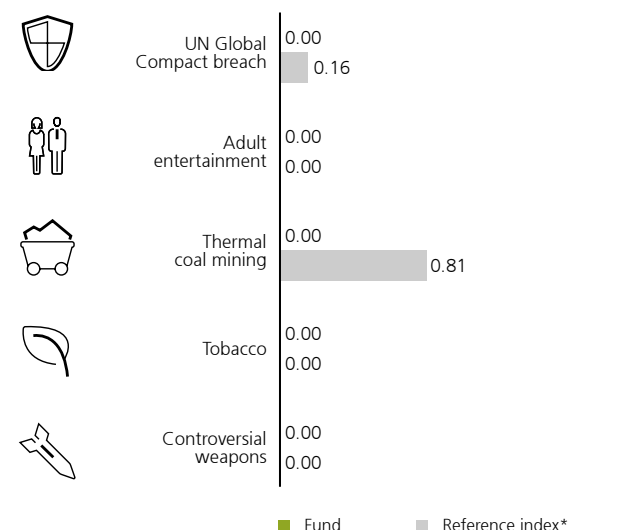 UN Global
Compact breach
0.00
0.16
Adult
entertainment
0.00
0.00
Thermal
coal mining
0.00
0.81
Tobacco
0.00
0.00
Controversial
weapons
0.00
0.00
Fund
Reference index*